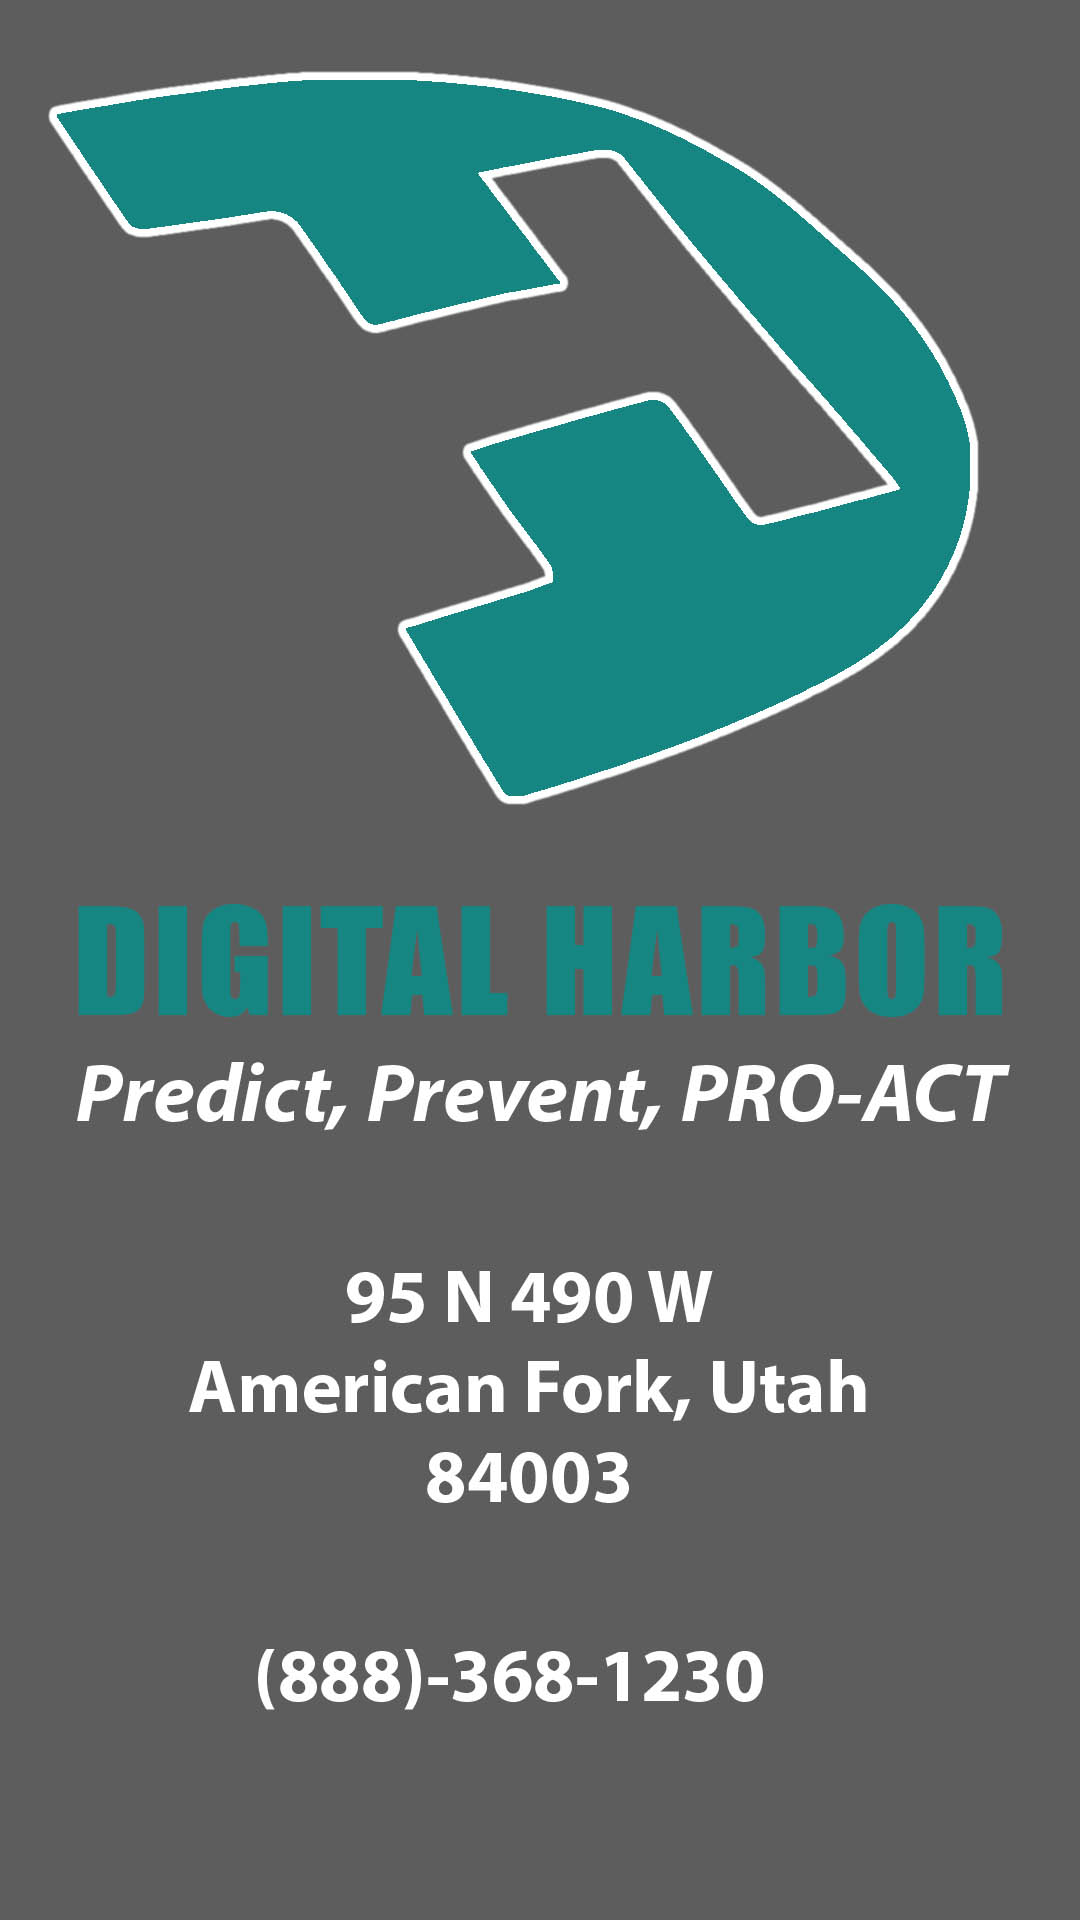 DIGITAL HARBOR
Predict, Prevent, PRO-ACT
95 N 490 W
American Fork, Utah
84003
(888)-368-1230